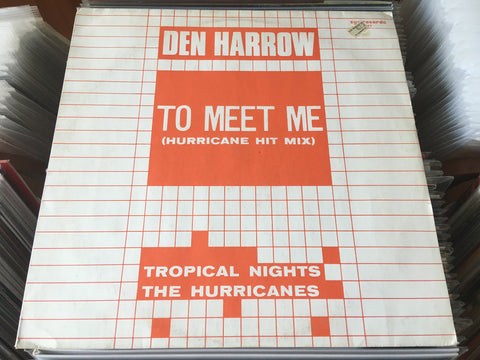 DEN HARROW
TO MEET ME
(HURRICANE HIT MIX)
TROPICAL NIGHTS
THE HURRICANES